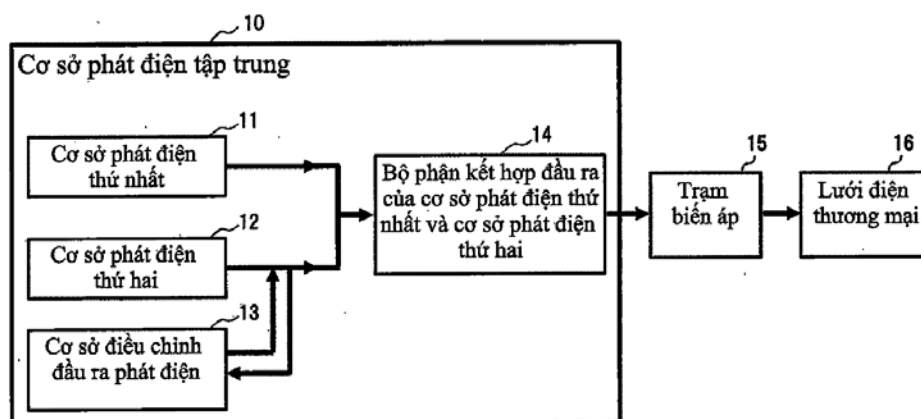 10
Cơ sở phát điện tập trung
11
Cơ sở phát điện
thứ nhất
12
Cơ sở phát điện
thứ hai
13
Cơ sở điều chỉnh
đầu ra phát điện
14
Bộ phận kết hợp đầu ra
của cơ sở phát điện thứ
nhất và cơ sở phát điện
thứ hai
15
Trạm
biến áp
16
Lưới điện
thương mại